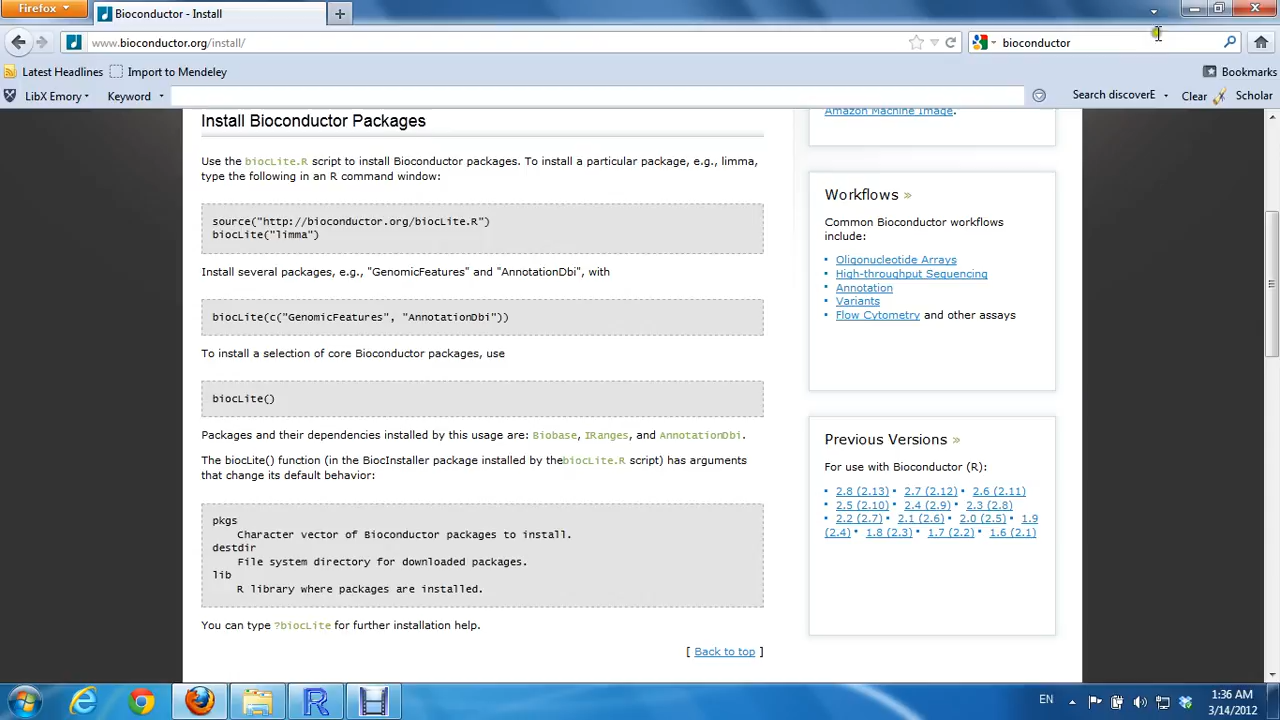 Firefox
Bioconductor - Install
www.bioconductor.org/install/
bioconductor
Latest Headlines
Import to Mendeley
Bookmarks
LibX Emory
Keyword
Search discoverE
Clear
Scholar
Install Bioconductor Packages
Use the biocLite.R script to install Bioconductor packages. To install a particular package, e.g., limma,
type the following in an R command window:
source("http://bioconductor.org/biocLite.R")
biocLite("limma")
Install several packages, e.g., "GenomicFeatures" and "AnnotationDbi", with
biocLite(c("GenomicFeatures", "AnnotationDbi"))
To install a selection of core Bioconductor packages, use
biocLite()
Packages and their dependencies installed by this usage are: Biobase, IRanges, and AnnotationDbi.
The biocLite() function (in the BiocInstaller package installed by thebiocLite.R script) has arguments
that change its default behavior:
pkgs
Character vector of Bioconductor packages to install.
destdir
File system directory for downloaded packages.
lib
R library where packages are installed.
You can type ?biocLite for further installation help.
[ Back to top ]
Amazon Machine Image.
Workflows »
Common Bioconductor workflows
include:
• Oligonucleotide Arrays
• High-throughput Sequencing
• Annotation
• Variants
• Flow Cytometry and other assays
Previous Versions »
For use with Bioconductor (R):
• 2.8 (2.13) • 2.7 (2.12) • 2.6 (2.11)
• 2.5 (2.10) • 2.4 (2.9) • 2.3 (2.8)
• 2.2 (2.7) • 2.1 (2.6) • 2.0 (2.5) • 1.9
(2.4) • 1.8 (2.3) • 1.7 (2.2) • 1.6 (2.1)
EN
1:36 AM
3/14/2012